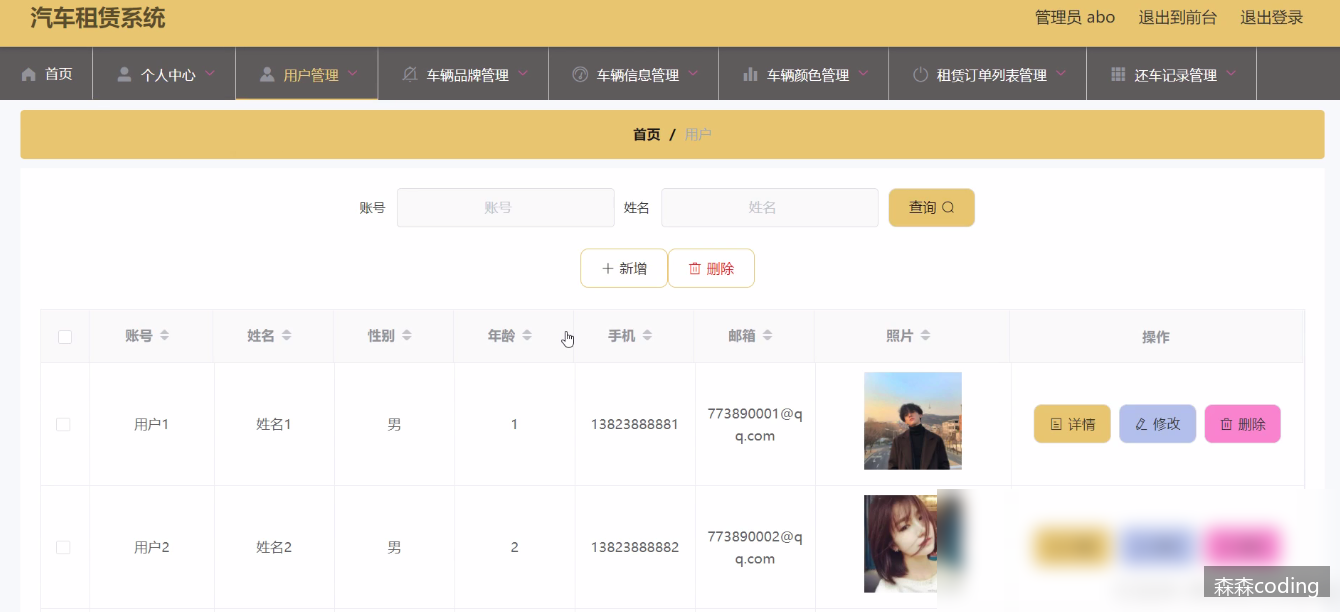 汽车租赁系统
管理员 abo 退出到前台 退出登录
首页 个人中心 用户管理 车辆品牌管理 车辆信息管理 车辆颜色管理 租赁订单列表管理 还车记录管理
首页 / 用户
账号 账号 姓名 姓名 查询
新增 删除
账号 姓名 性别 年龄 手机 邮箱 照片 操作
用户1 姓名1 男 1 13823888881 773890001@q
q.com
详情 修改 删除
用户2 姓名2 男 2 13823888882 773890002@q
q.com
森森coding